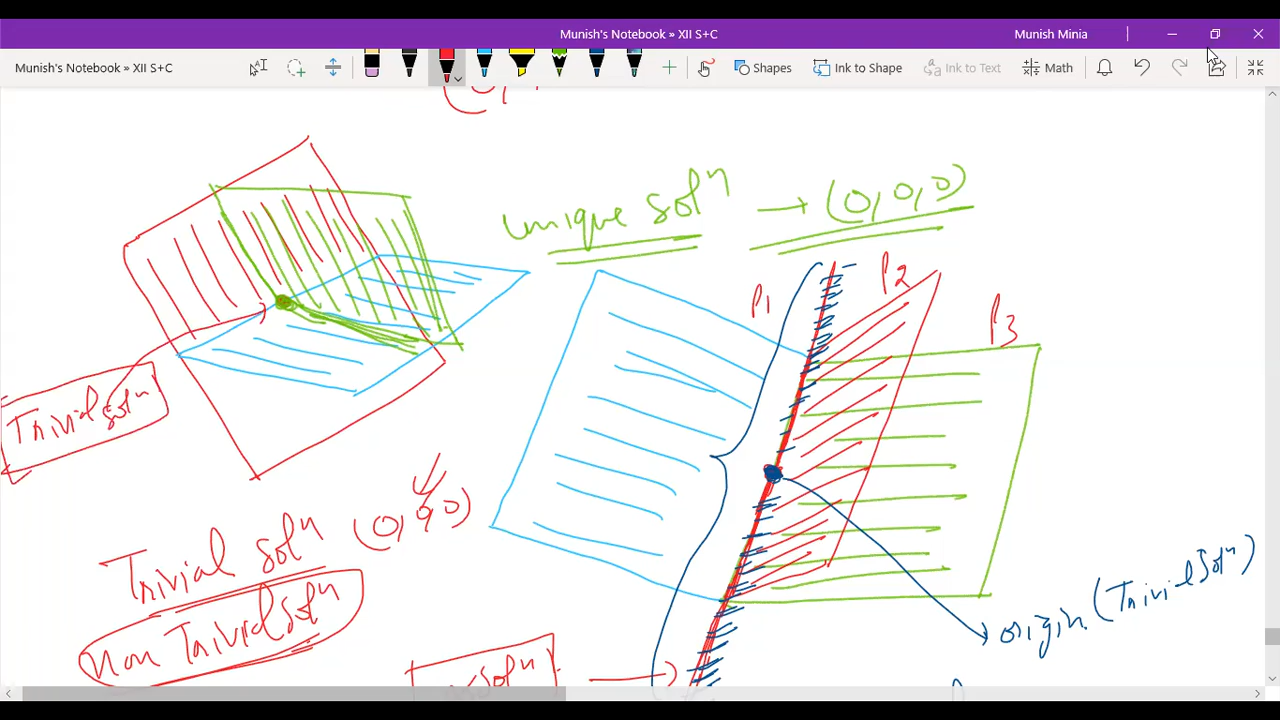 Munish's Notebook » XII S+C
Munish Minia
Munish's Notebook » XII S+C
Shapes
Ink to Shape
Ink to Text
Math
unique solⁿ → (0, 0, 0)
P1
P2
P3
Trivial solⁿ
Trivial solⁿ (0, 0, 0)
non Trivial solⁿ
origin (Trivial Solⁿ)
solⁿ →